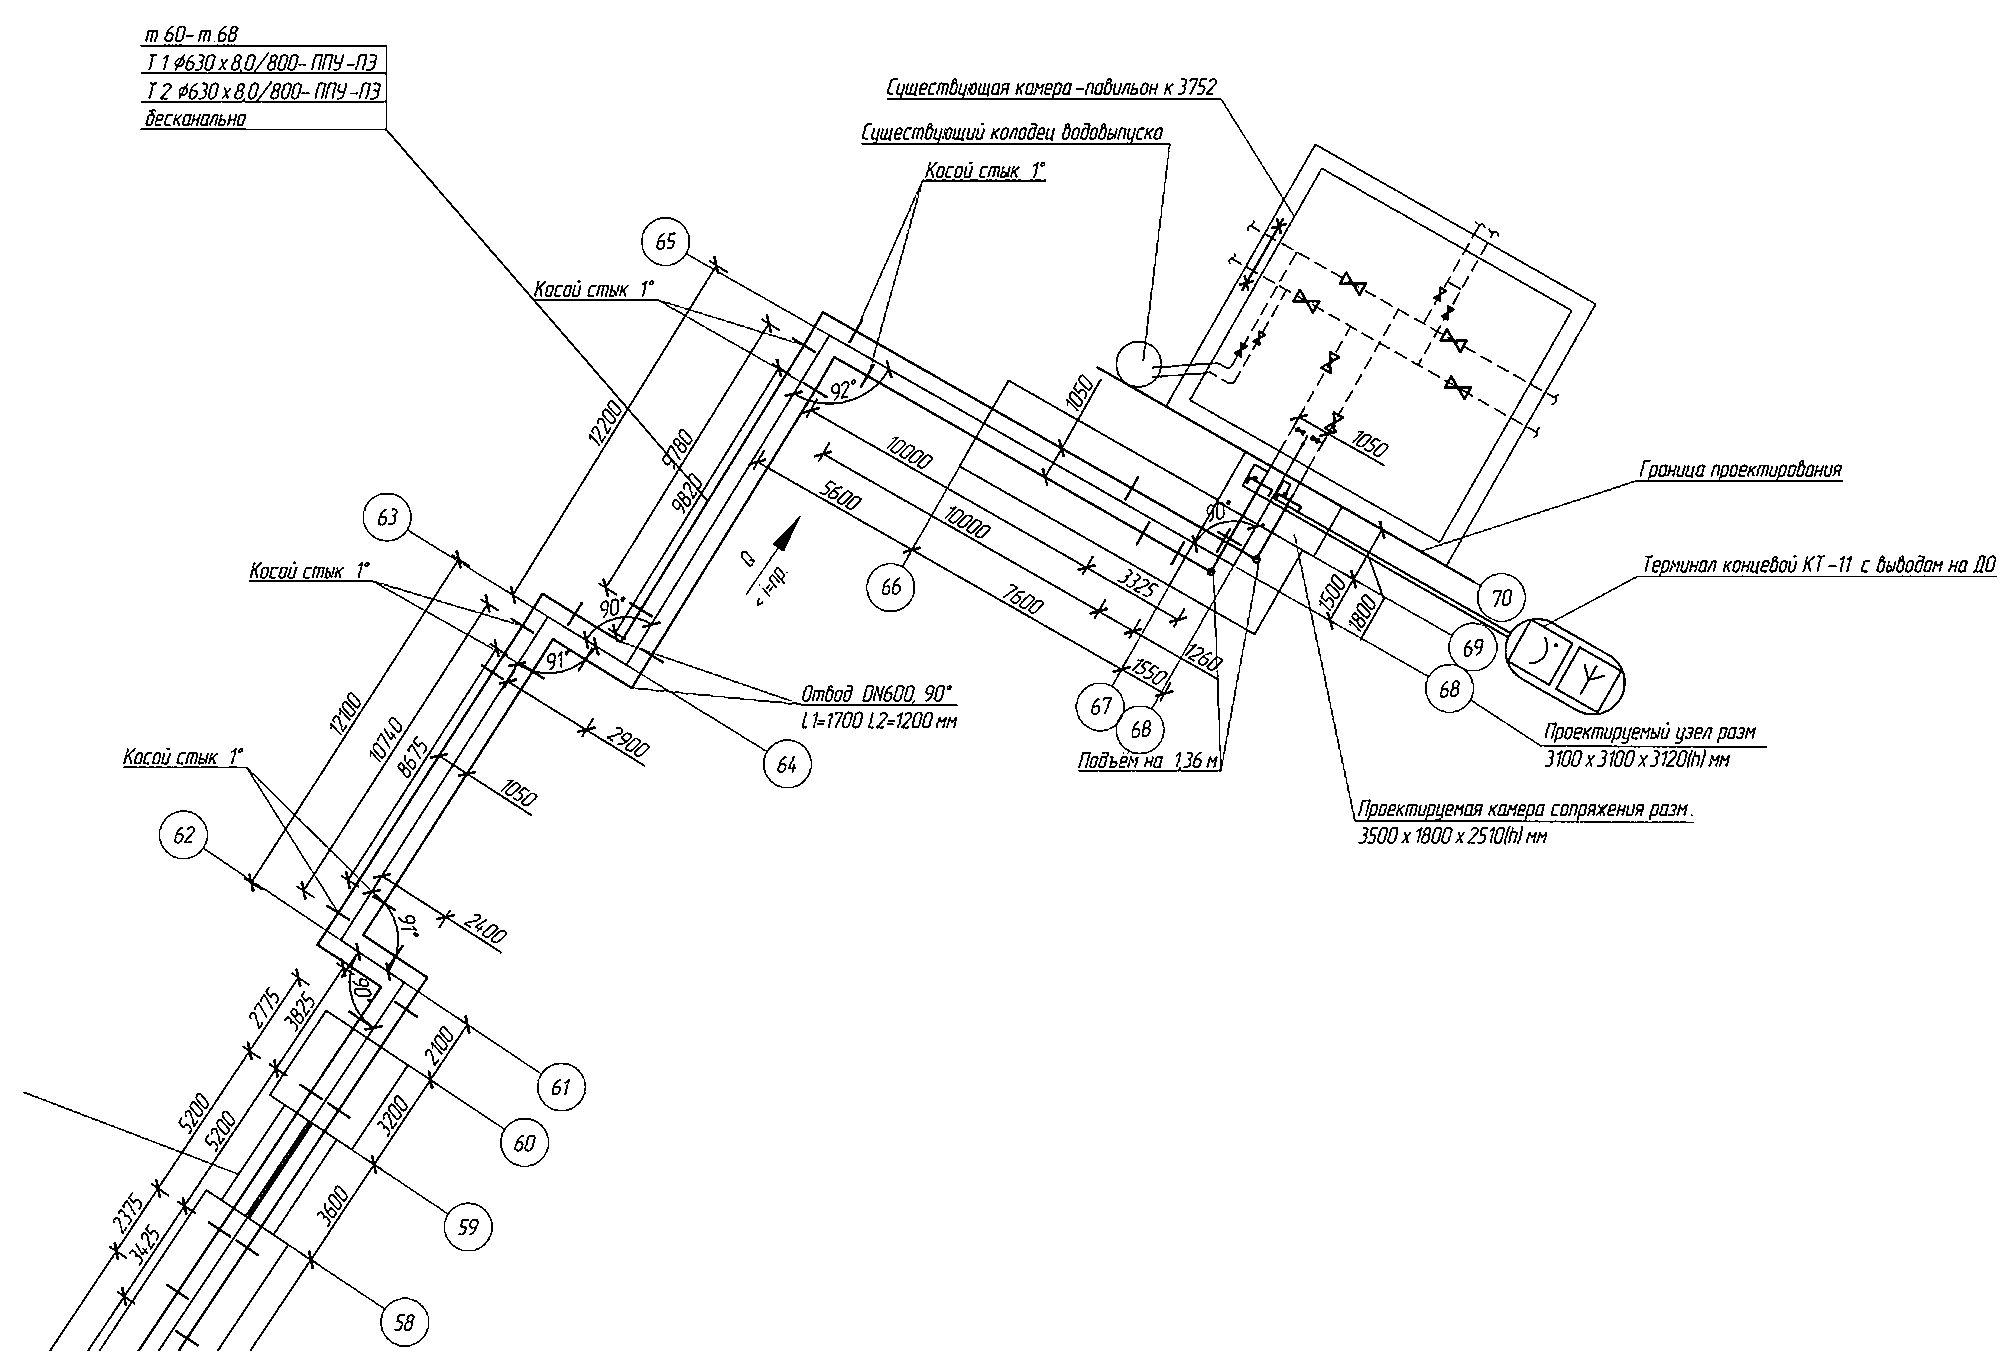 т 60- т 68
Т 1 ϕ630 х 8,0/800- ППУ -ПЭ
Т 2 ϕ630 х 8,0/800- ППУ -ПЭ
бесканально
Существующая камера -павильон к 3752
Существующий колодец водовыпуска
Косой стык 1°
65
Косой стык 1°
92°
1050
1050
12200
9780
9820
10000
5600
10000
3325
7600
90°
Граница проектирования
63
Q
< i=пр.
66
Косой стык 1°
90°
91°
Терминал концевой КТ -11 с выводом на ДО
70
1500
1800
69
68
1260
1550
67
68
Отвод DN600, 90°
L1=1700 L2=1200 мм
Подъём на 1,36 м
Проектируемый узел разм
3100 х 3100 х 3120(h) мм
Проектируемая камера сопряжения разм .
3500 х 1800 х 2510(h) мм
12100
10740
8675
2900
64
1050
Косой стык 1°
62
2400
91°
90°
2775
3825
2100
61
5200
5200
3200
60
2375
3425
3600
59
58